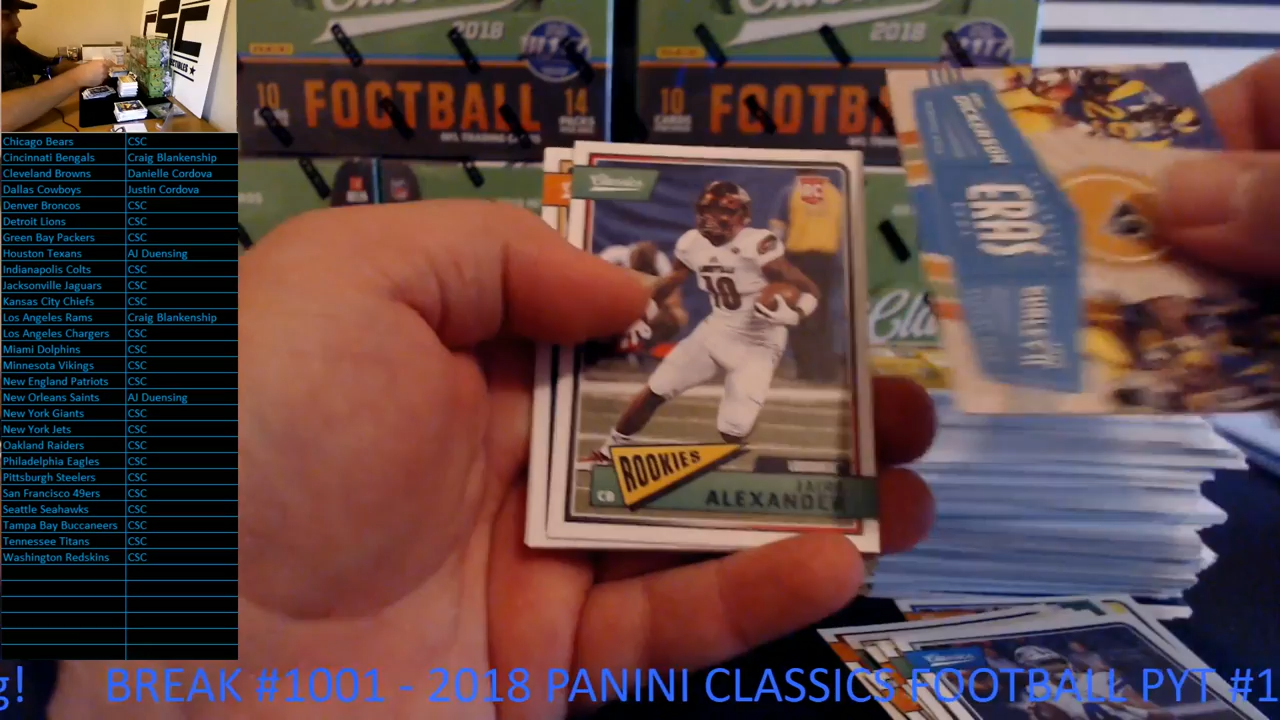 2018
2018
10 FOOTBALL 14
10 FOOTB
CSC
Chicago Bears CSC
Cincinnati Bengals Craig Blankenship
Cleveland Browns Danielle Cordova
Dallas Cowboys Justin Cordova
Denver Broncos CSC
Detroit Lions CSC
Green Bay Packers CSC
Houston Texans AJ Duensing
Indianapolis Colts CSC
Jacksonville Jaguars CSC
Kansas City Chiefs CSC
Los Angeles Rams Craig Blankenship
Los Angeles Chargers CSC
Miami Dolphins CSC
Minnesota Vikings CSC
New England Patriots CSC
New Orleans Saints AJ Duensing
New York Giants CSC
New York Jets CSC
Oakland Raiders CSC
Philadelphia Eagles CSC
Pittsburgh Steelers CSC
San Francisco 49ers CSC
Seattle Seahawks CSC
Tampa Bay Buccaneers CSC
Tennessee Titans CSC
Washington Redskins CSC
Classics
RC
10
ROOKIES
CB
ALEXANDER
DICKERSON
ERAS
g! BREAK #1001 - 2018 PANINI CLASSICS FOOTBALL PYT #1